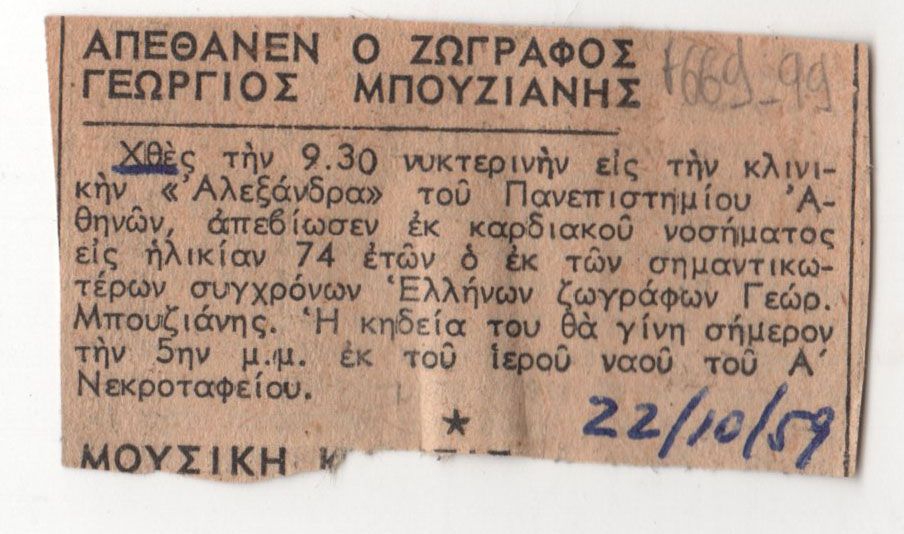 ΑΠΕΘΑΝΕΝ Ο ΖΩΓΡΑΦΟΣ
ΓΕΩΡΓΙΟΣ ΜΠΟΥΖΙΑΝΗΣ
669-99
Χθὲς τὴν 9.30 νυκτερινὴν εἰς τὴν κλινι-
κὴν «Ἀλεξάνδρα» τοῦ Πανεπιστημίου Ἀ-
θηνῶν, ἀπεβίωσεν ἐκ καρδιακοῦ νοσήματος
εἰς ἡλικίαν 74 ἐτῶν ὁ ἐκ τῶν σημαντικω-
τέρων συγχρόνων Ἑλλήνων ζωγράφων Γεώρ.
Μπουζιάνης. Ἡ κηδεία του θὰ γίνη σήμερον
τὴν 5ην μ.μ. ἐκ τοῦ ἱεροῦ ναοῦ τοῦ Α΄
Νεκροταφείου.
22/10/59
ΜΟΥΣΙΚΗ